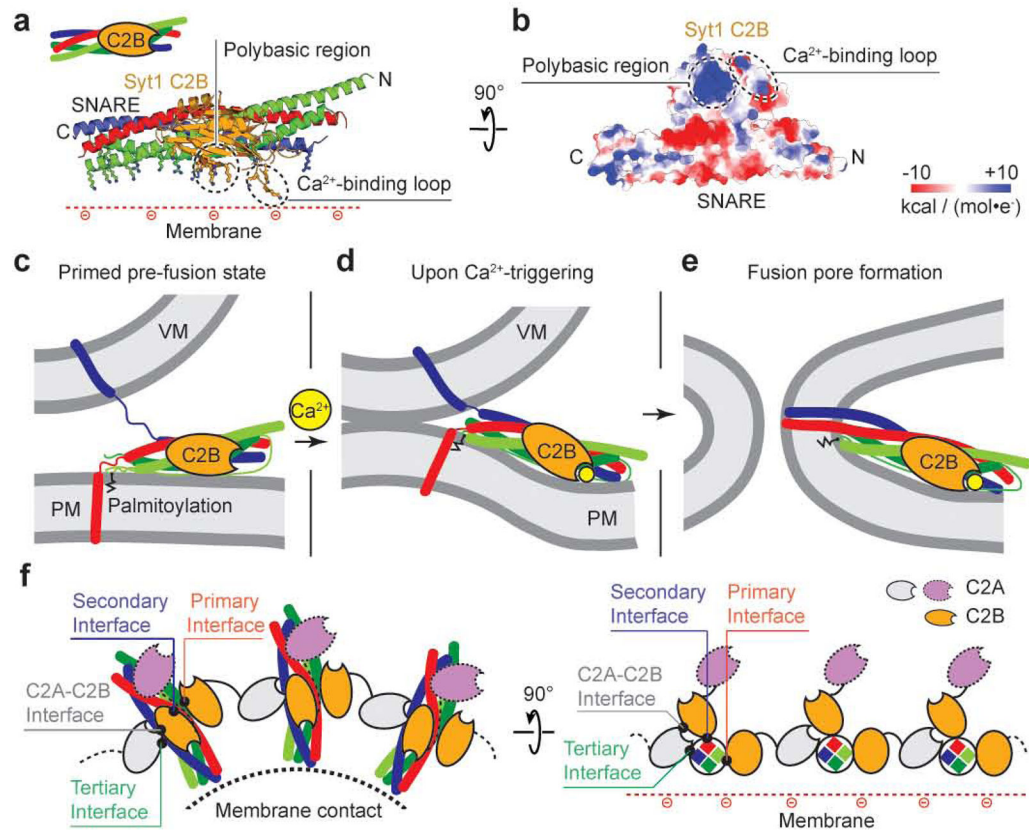 a
C2B
Polybasic region
Syt1 C2B
SNARE
N
C
Ca²⁺-binding loop
⊖ ⊖ ⊖ ⊖ ⊖
Membrane
90°
b
Syt1 C2B
Polybasic region
Ca²⁺-binding loop
C
N
SNARE
-10 +10
kcal / (mol•e⁻)
c
Primed pre-fusion state
VM
C2B
PM
Palmitoylation
Ca²⁺
d
Upon Ca²⁺-triggering
VM
C2B
PM
e
Fusion pore formation
C2B
f
Secondary
Interface
Primary
Interface
C2A-C2B
Interface
Tertiary
Interface
Membrane contact
90°
Secondary
Interface
Primary
Interface
C2A
C2B
C2A-C2B
Interface
Tertiary
Interface
⊖ ⊖ ⊖ ⊖ ⊖
Membrane